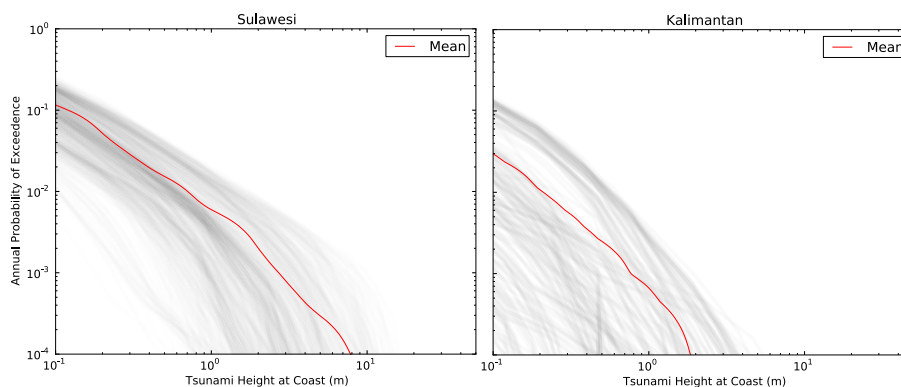 Sulawesi
Kalimantan
Mean
Mean
Annual Probability of Exceedence
10^0
10^-1
10^-2
10^-3
10^-4
10^-1
10^0
10^1
10^-1
10^0
10^1
Tsunami Height at Coast (m)
Tsunami Height at Coast (m)